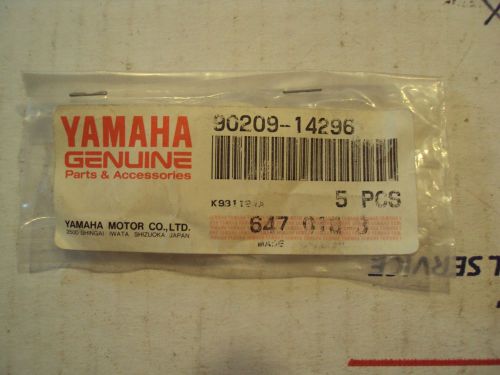 YAMAHA
GENUINE
Parts & Accessories
YAMAHA MOTOR CO.,LTD.
2500 SHINGAI IWATA SHIZUOKA JAPAN
90209-14296
5 PCS
647 010 3
L SERVICE